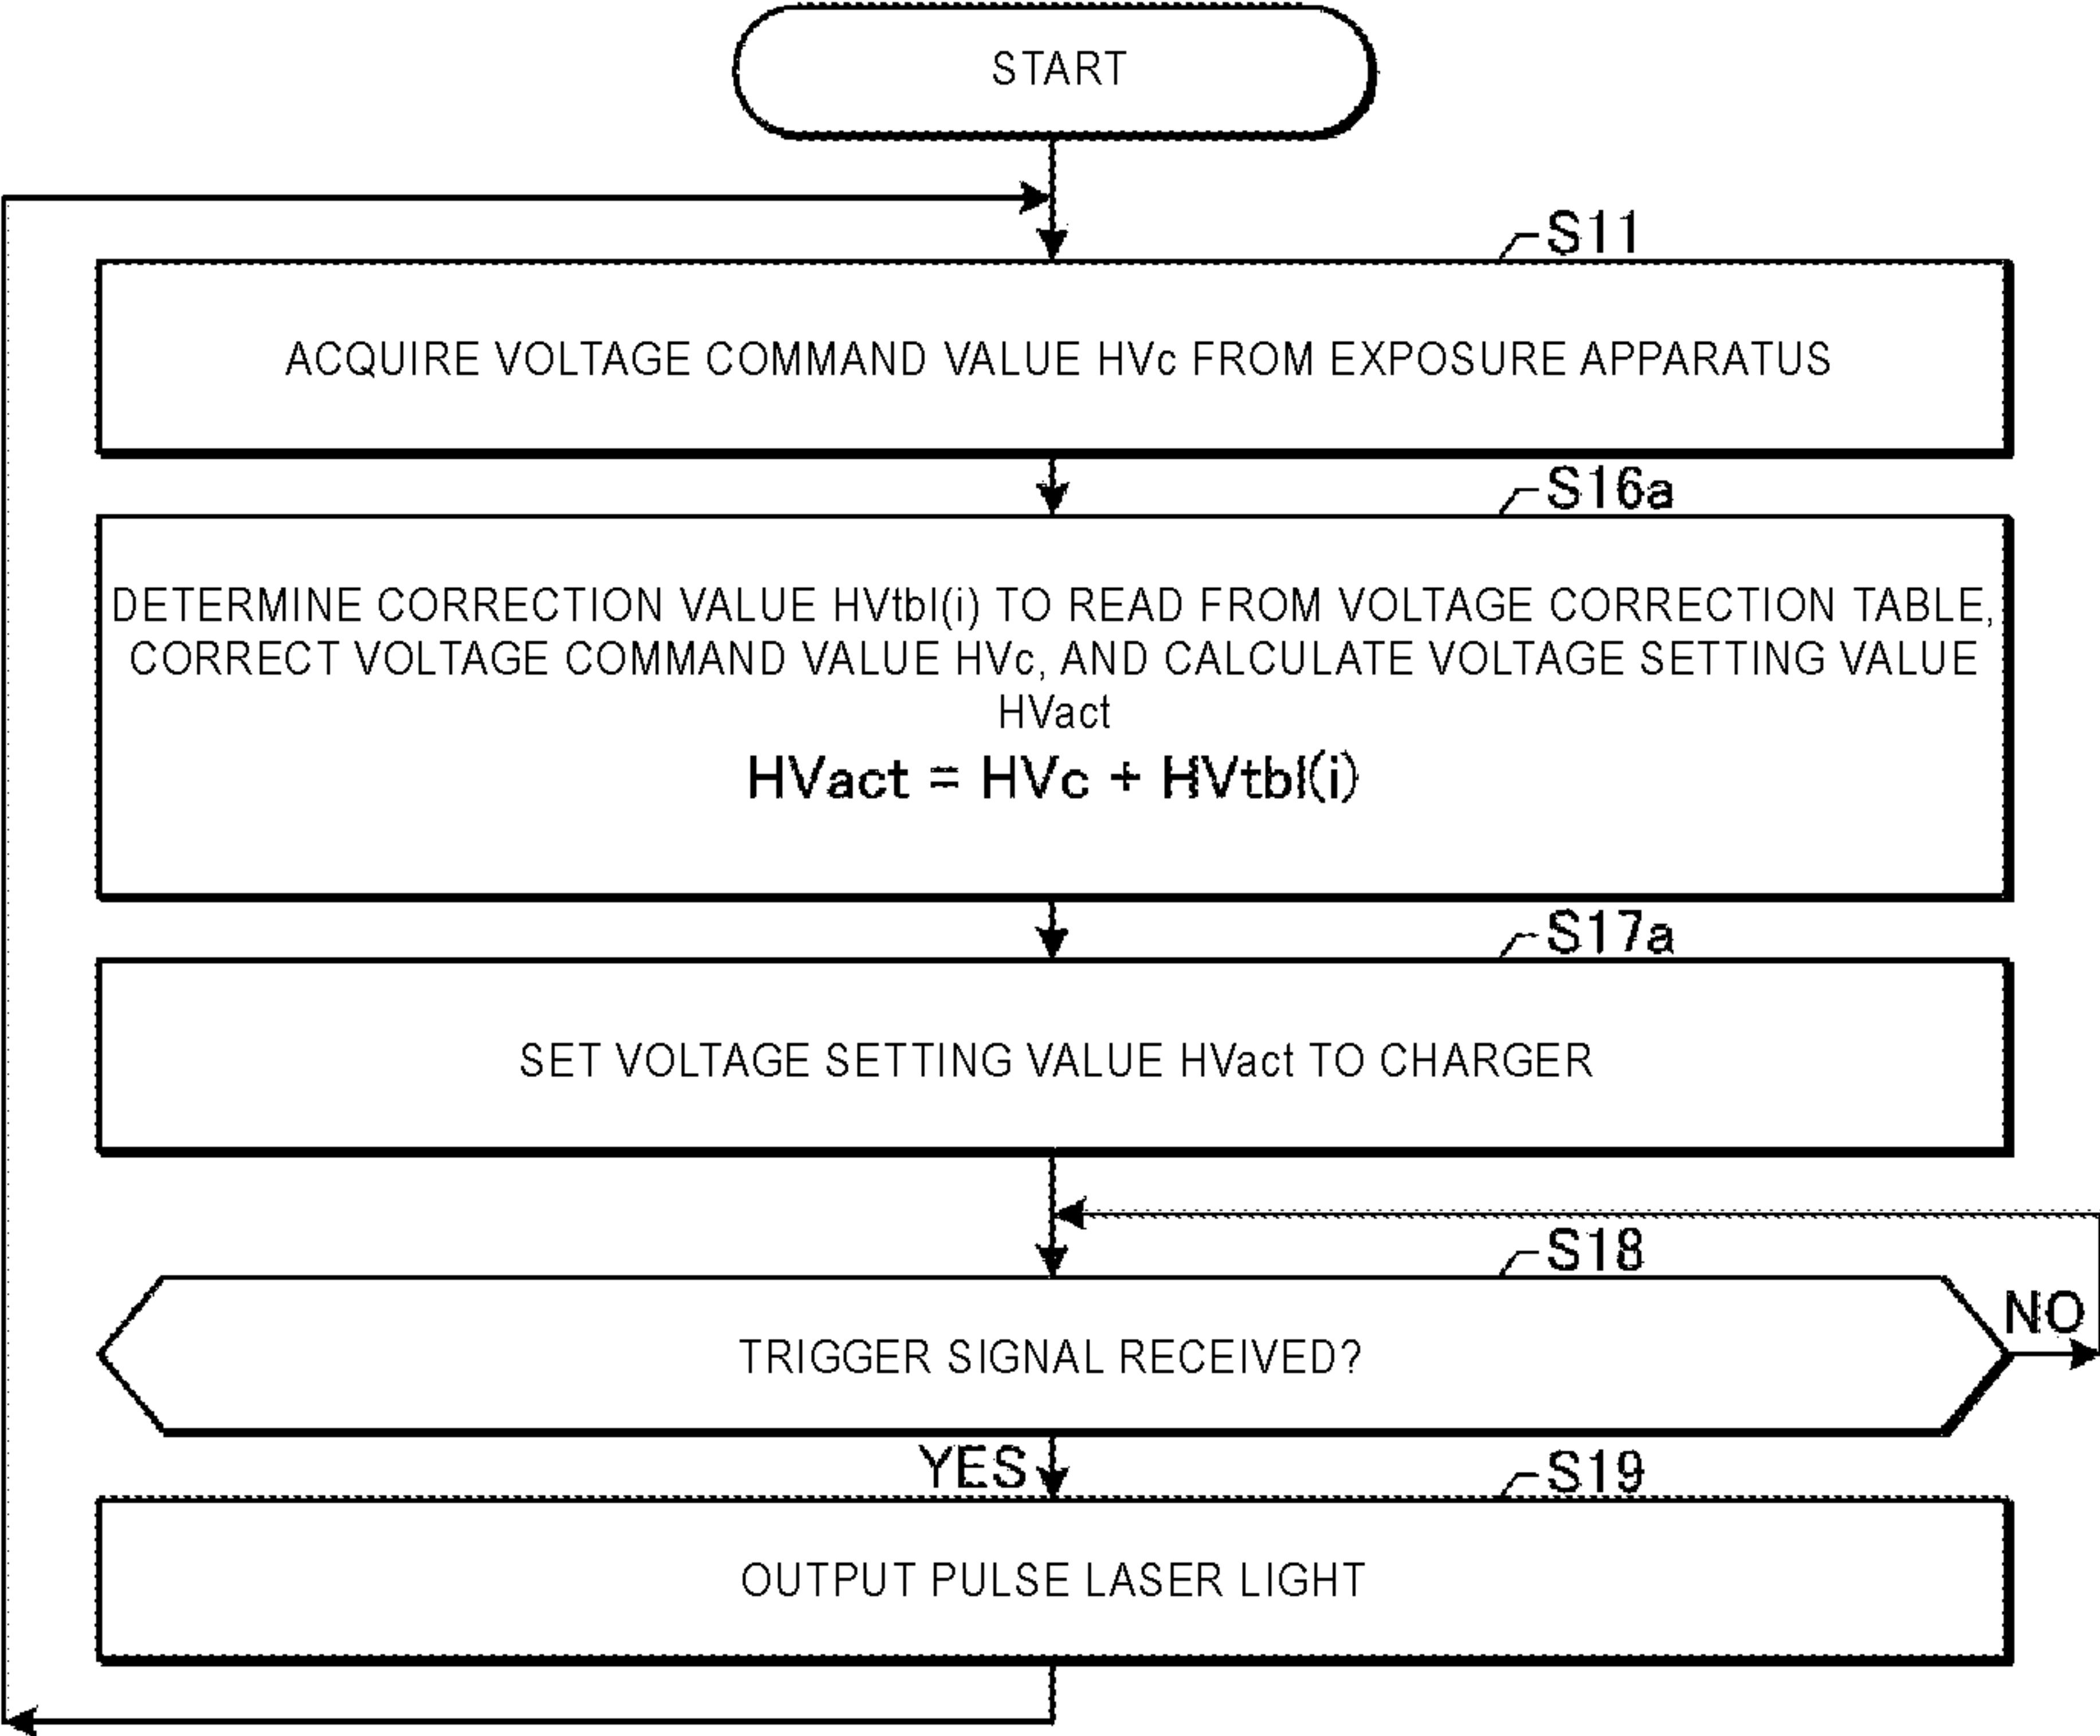 START
S11
ACQUIRE VOLTAGE COMMAND VALUE HVc FROM EXPOSURE APPARATUS
S16a
DETERMINE CORRECTION VALUE HVtbl(i) TO READ FROM VOLTAGE CORRECTION TABLE,
CORRECT VOLTAGE COMMAND VALUE HVc, AND CALCULATE VOLTAGE SETTING VALUE
HVact
HVact = HVc + HVtbl(i)
S17a
SET VOLTAGE SETTING VALUE HVact TO CHARGER
S18
NO
TRIGGER SIGNAL RECEIVED?
YES
S19
OUTPUT PULSE LASER LIGHT